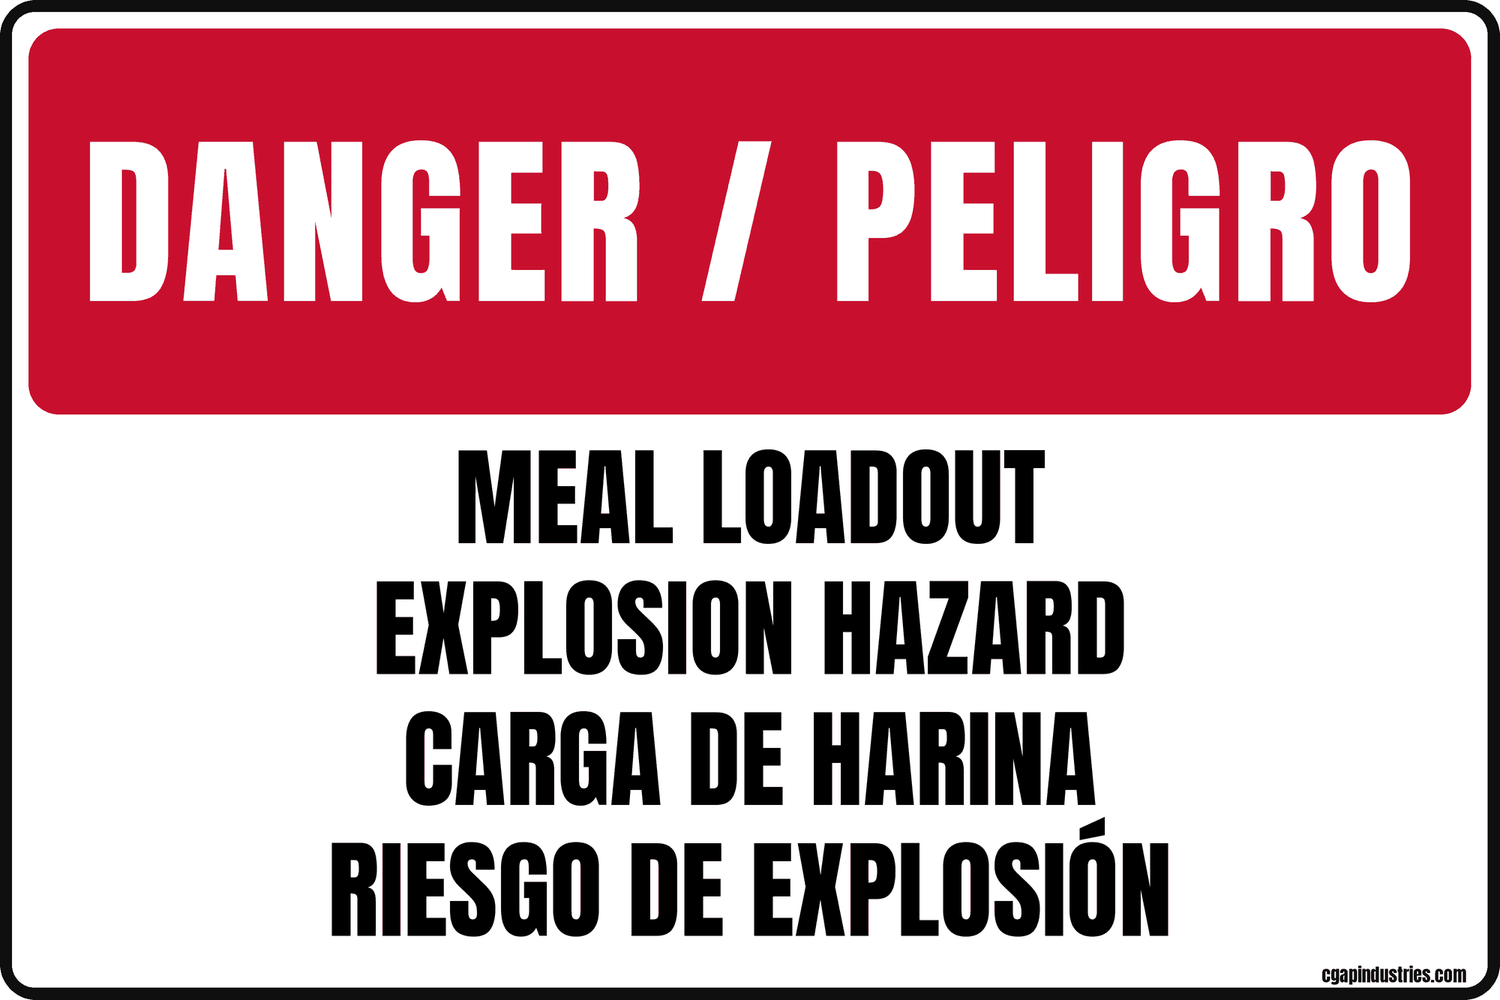 DANGER / PELIGRO
MEAL LOADOUT
EXPLOSION HAZARD
CARGA DE HARINA
RIESGO DE EXPLOSIÓN
cgapindustries.com